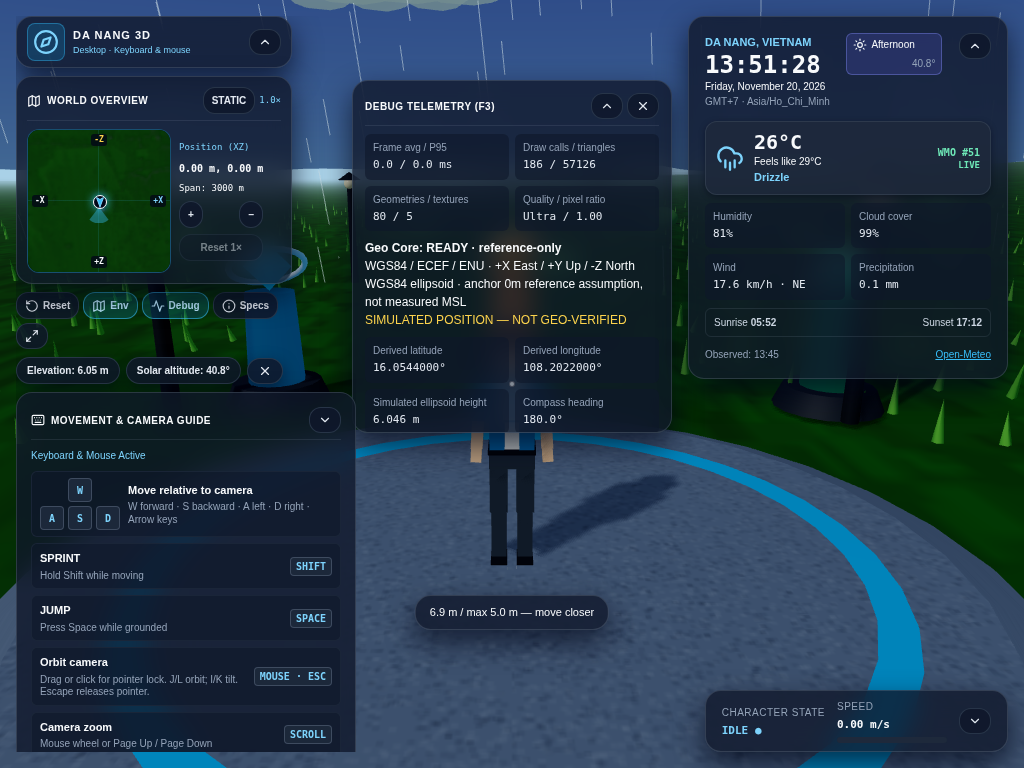 DA NANG 3D
Desktop · Keyboard & mouse
WORLD OVERVIEW
STATIC
1.0×
-Z
-X
+X
+Z
Position (XZ)
0.00 m, 0.00 m
Span: 3000 m
+
−
Reset 1×
Reset
Env
Debug
Specs
Elevation: 6.05 m
Solar altitude: 40.8°
MOVEMENT & CAMERA GUIDE
Keyboard & Mouse Active
W
A
S
D
Move relative to camera
W forward · S backward · A left · D right ·
Arrow keys
SPRINT
Hold Shift while moving
SHIFT
JUMP
Press Space while grounded
SPACE
Orbit camera
Drag or click for pointer lock. J/L orbit; I/K tilt.
Escape releases pointer.
MOUSE · ESC
Camera zoom
Mouse wheel or Page Up / Page Down
SCROLL
DEBUG TELEMETRY (F3)
Frame avg / P95
0.0 / 0.0 ms
Draw calls / triangles
186 / 57126
Geometries / textures
80 / 5
Quality / pixel ratio
Ultra / 1.00
Geo Core: READY · reference-only
WGS84 / ECEF / ENU · +X East / +Y Up / -Z North
WGS84 ellipsoid · anchor 0m reference assumption,
not measured MSL
SIMULATED POSITION — NOT GEO-VERIFIED
Derived latitude
16.0544000°
Derived longitude
108.2022000°
Simulated ellipsoid height
6.046 m
Compass heading
180.0°
6.9 m / max 5.0 m — move closer
DA NANG, VIETNAM
13:51:28
Friday, November 20, 2026
GMT+7 · Asia/Ho_Chi_Minh
Afternoon
40.8°
26°C
Feels like 29°C
Drizzle
WMO #51
LIVE
Humidity
81%
Cloud cover
99%
Wind
17.6 km/h · NE
Precipitation
0.1 mm
Sunrise 05:52
Sunset 17:12
Observed: 13:45
Open-Meteo
CHARACTER STATE
IDLE ●
SPEED
0.00 m/s